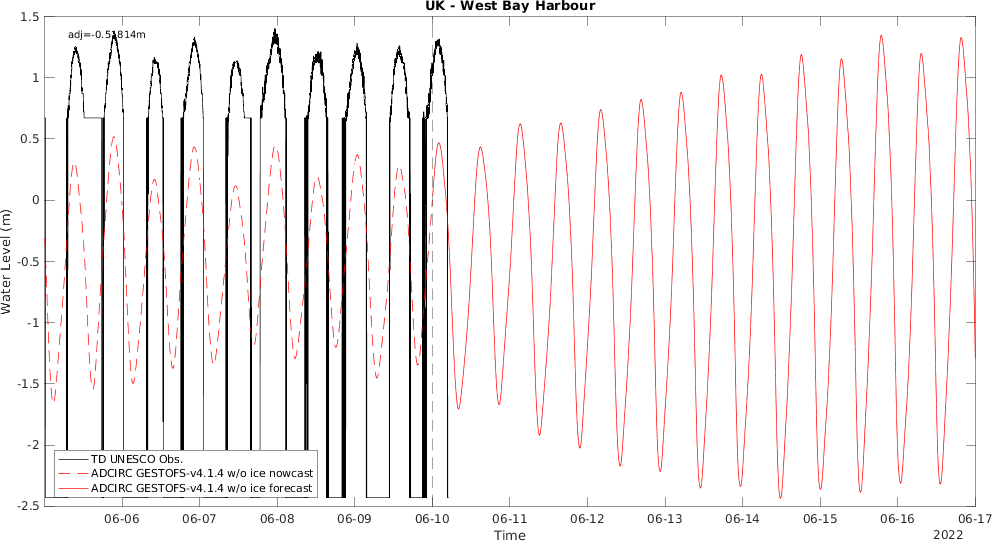 UK - West Bay Harbour
adj=-0.51814m
1.5
1
0.5
0
-0.5
-1
-1.5
-2
-2.5
Water Level (m)
TD UNESCO Obs.
ADCIRC GESTOFS-v4.1.4 w/o ice nowcast
ADCIRC GESTOFS-v4.1.4 w/o ice forecast
06-06 06-07 06-08 06-09 06-10 06-11 06-12 06-13 06-14 06-15 06-16 06-17
Time
2022